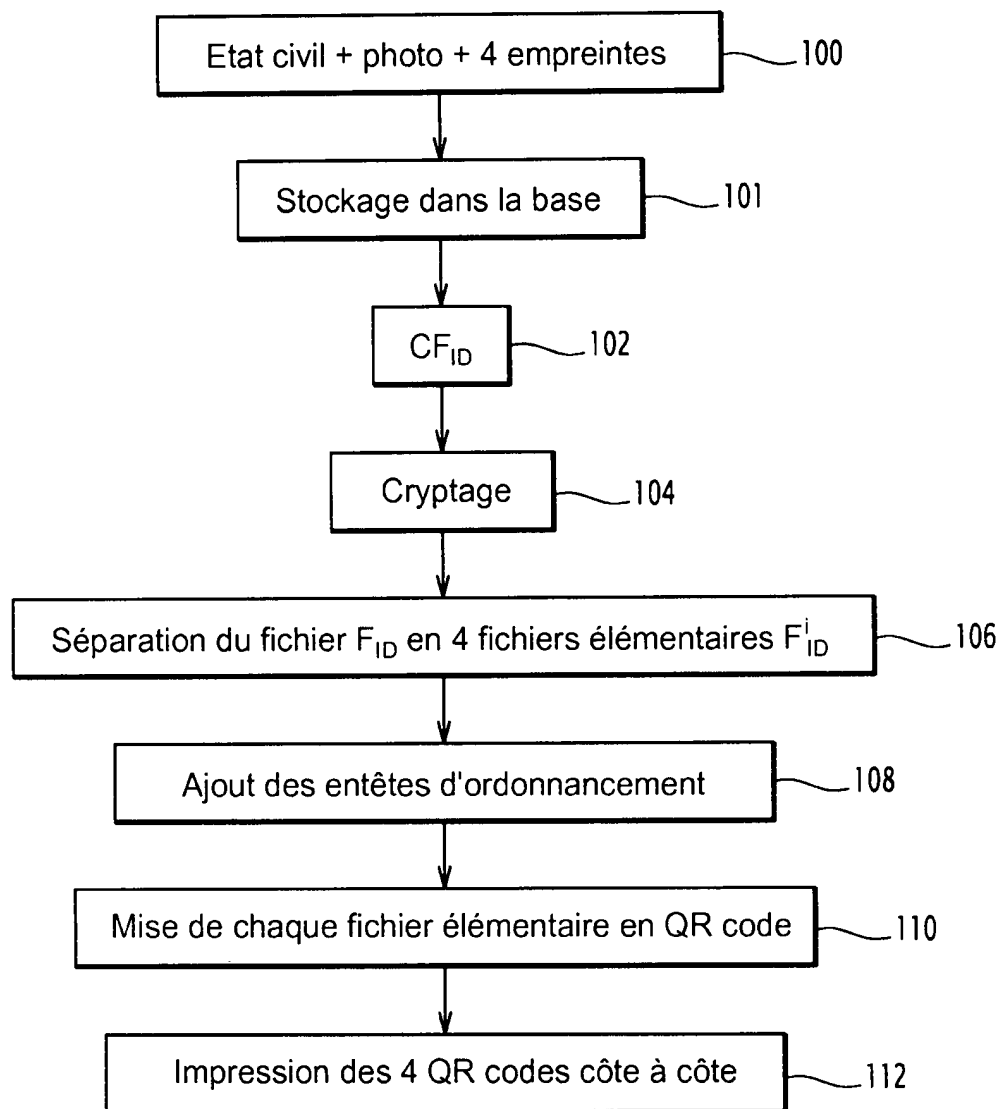 Etat civil + photo + 4 empreintes 100
Stockage dans la base 101
CF_ID 102
Cryptage 104
Séparation du fichier F_ID en 4 fichiers élémentaires F^i_ID 106
Ajout des entêtes d'ordonnancement 108
Mise de chaque fichier élémentaire en QR code 110
Impression des 4 QR codes côte à côte 112